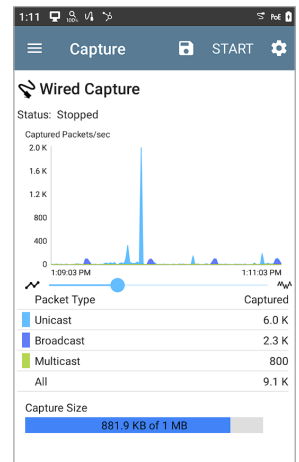 1:11 100% PoE
Capture START
Wired Capture
Status: Stopped
Captured Packets/sec
2.0 K
1.6 K
1.2 K
800
400
0
1:09:03 PM 1:11:03 PM
Packet Type Captured
Unicast 6.0 K
Broadcast 2.3 K
Multicast 800
All 9.1 K
Capture Size
881.9 KB of 1 MB